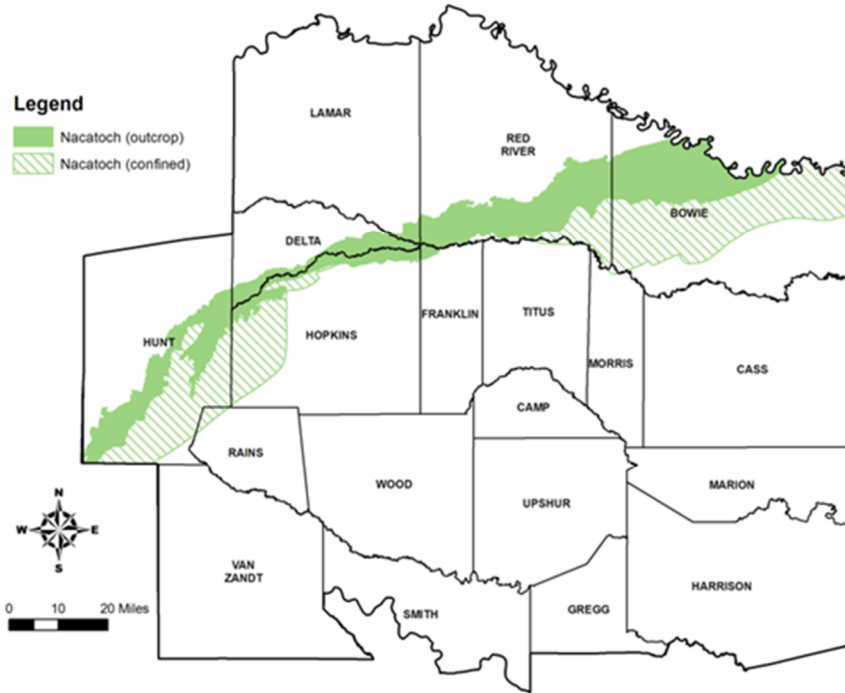 Legend
Nacatoch (outcrop)
Nacatoch (confined)
LAMAR
RED
RIVER
BOWIE
DELTA
HUNT
HOPKINS
FRANKLIN
TITUS
MORRIS
CASS
CAMP
RAINS
WOOD
UPSHUR
MARION
VAN
ZANDT
SMITH
GREGG
HARRISON
N
W
E
S
0 10 20 Miles